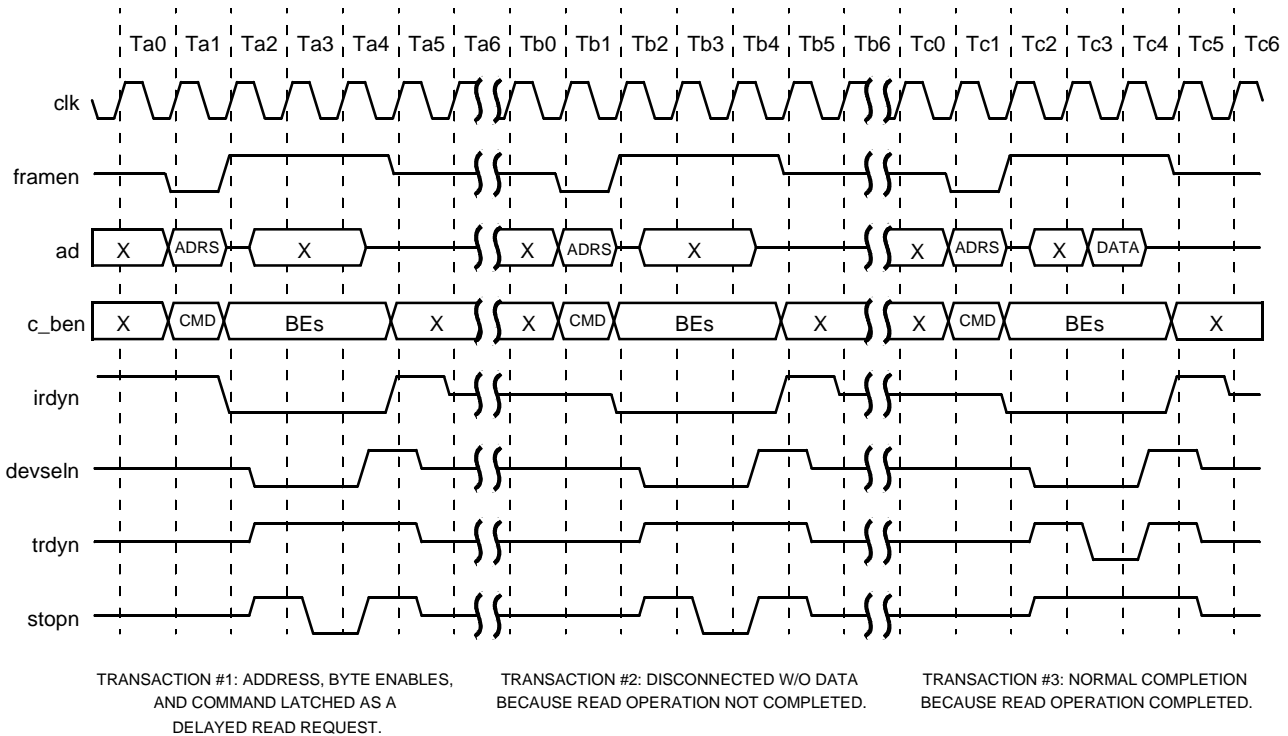 Ta0 Ta1 Ta2 Ta3 Ta4 Ta5 Ta6 Tb0 Tb1 Tb2 Tb3 Tb4 Tb5 Tb6 Tc0 Tc1 Tc2 Tc3 Tc4 Tc5 Tc6
clk
framen
ad X ADRS X X ADRS X X ADRS X DATA
c_ben X CMD BEs X X CMD BEs X X CMD BEs X
irdyn
devseln
trdyn
stopn
TRANSACTION #1: ADDRESS, BYTE ENABLES,
AND COMMAND LATCHED AS A
DELAYED READ REQUEST.
TRANSACTION #2: DISCONNECTED W/O DATA
BECAUSE READ OPERATION NOT COMPLETED.
TRANSACTION #3: NORMAL COMPLETION
BECAUSE READ OPERATION COMPLETED.